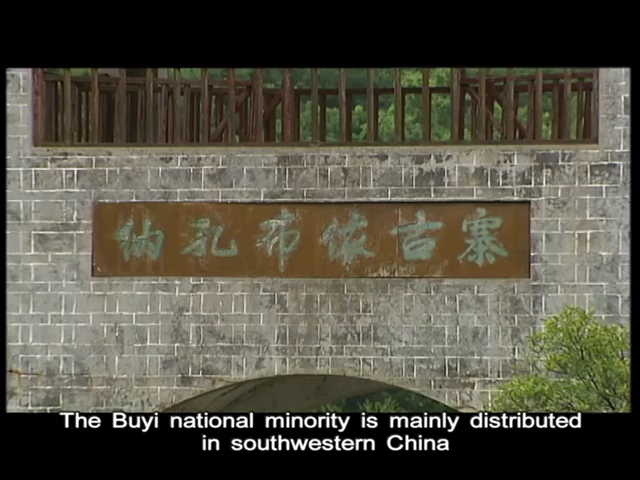 纳孔布依古寨
The Buyi national minority is mainly distributed
in southwestern China